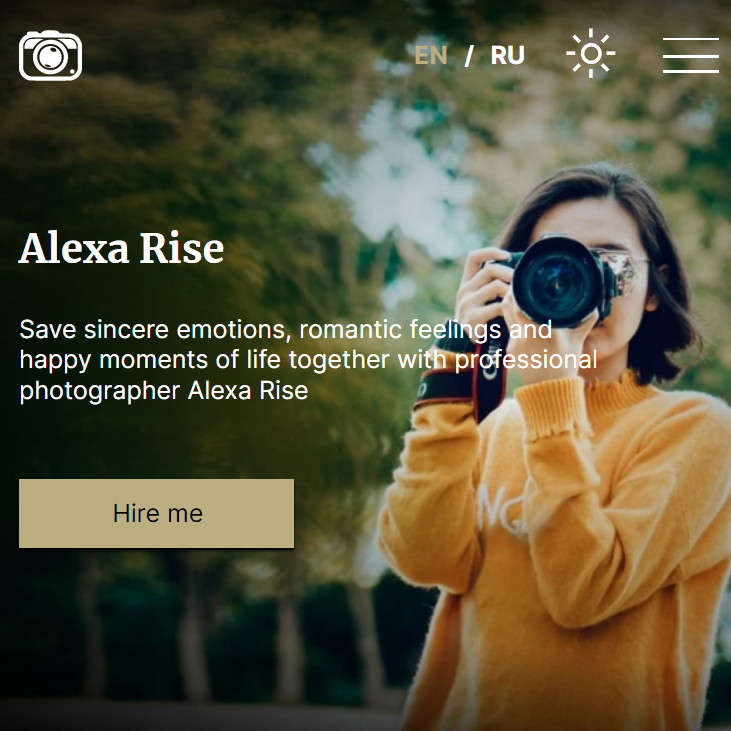 EN / RU
Alexa Rise
Save sincere emotions, romantic feelings and
happy moments of life together with professional
photographer Alexa Rise
Hire me